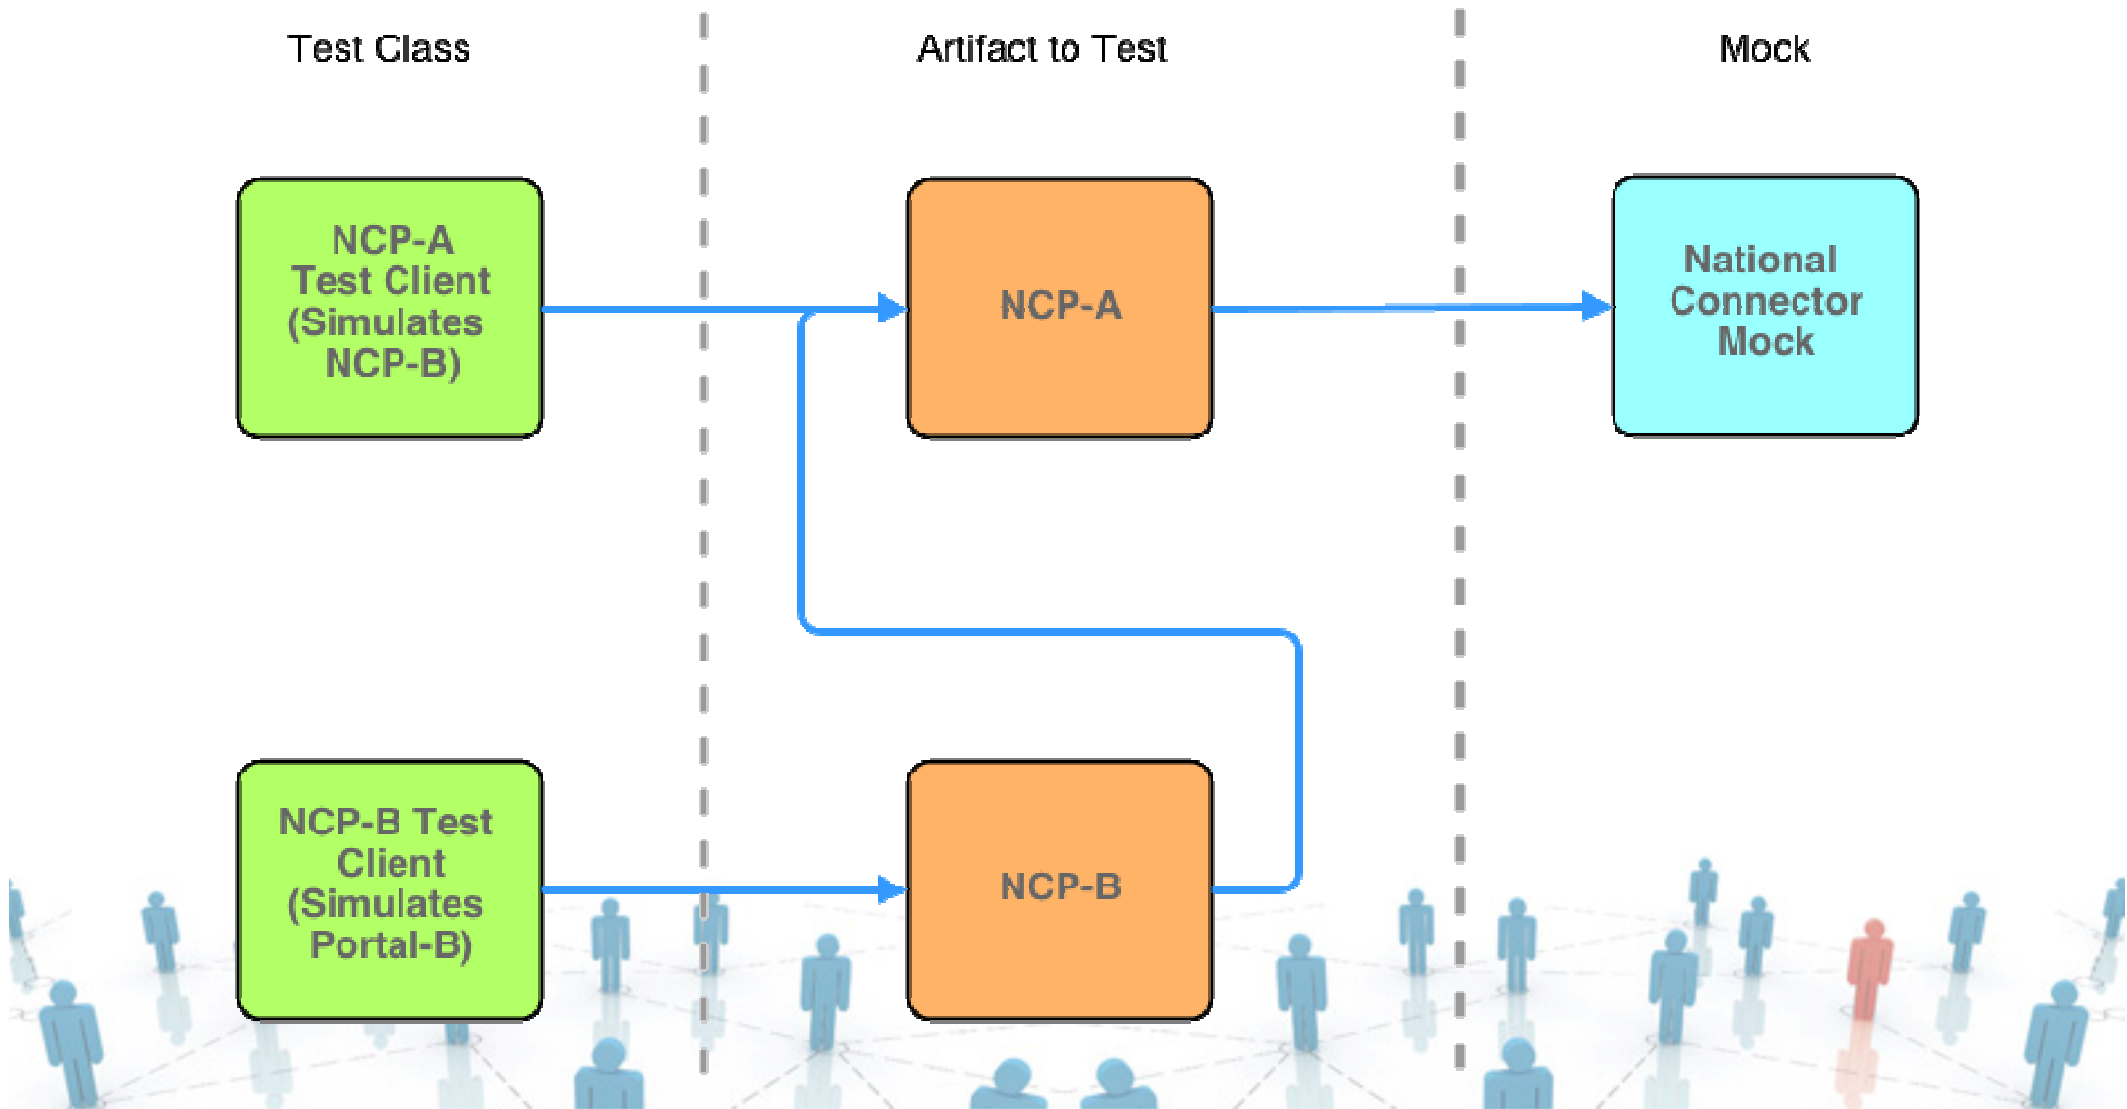 Test Class
Artifact to Test
Mock
NCP-A
Test Client
(Simulates
NCP-B)
NCP-A
National
Connector
Mock
NCP-B Test
Client
(Simulates
Portal-B)
NCP-B